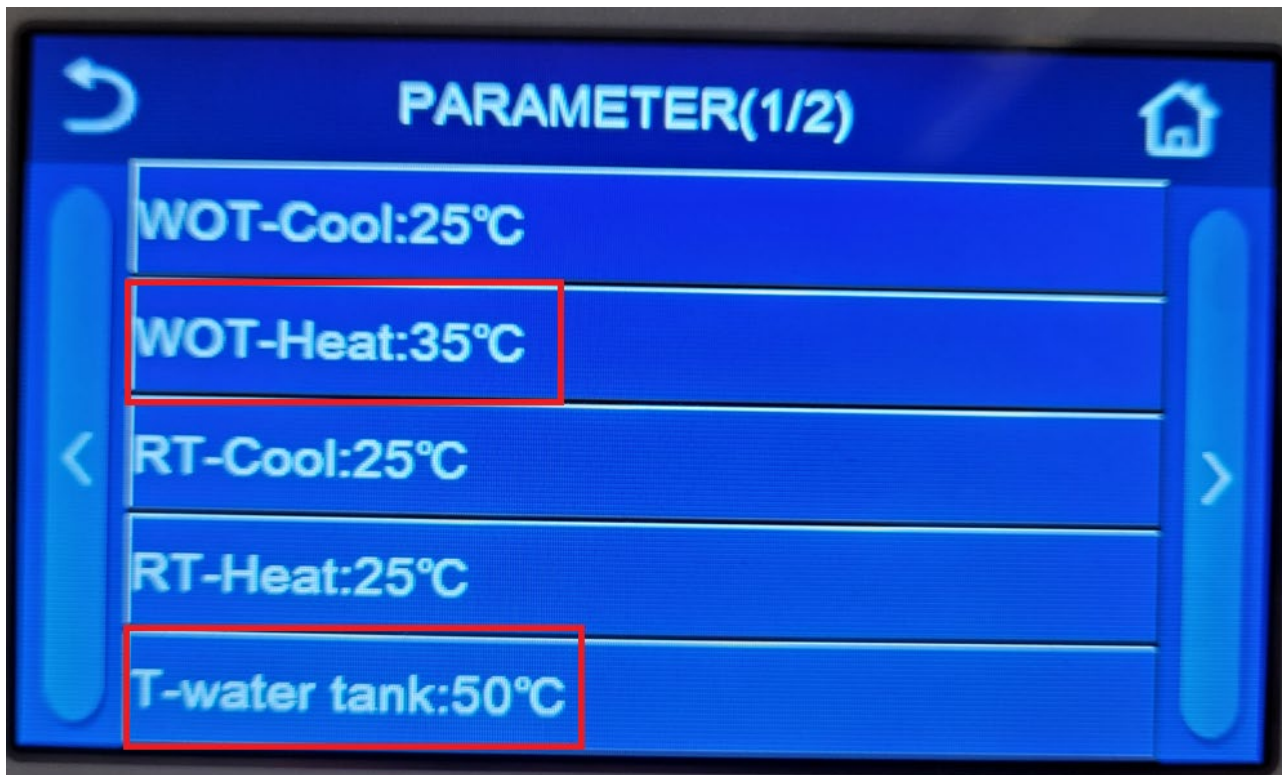 PARAMETER(1/2)
WOT-Cool:25℃
WOT-Heat:35℃
RT-Cool:25℃
RT-Heat:25℃
T-water tank:50℃